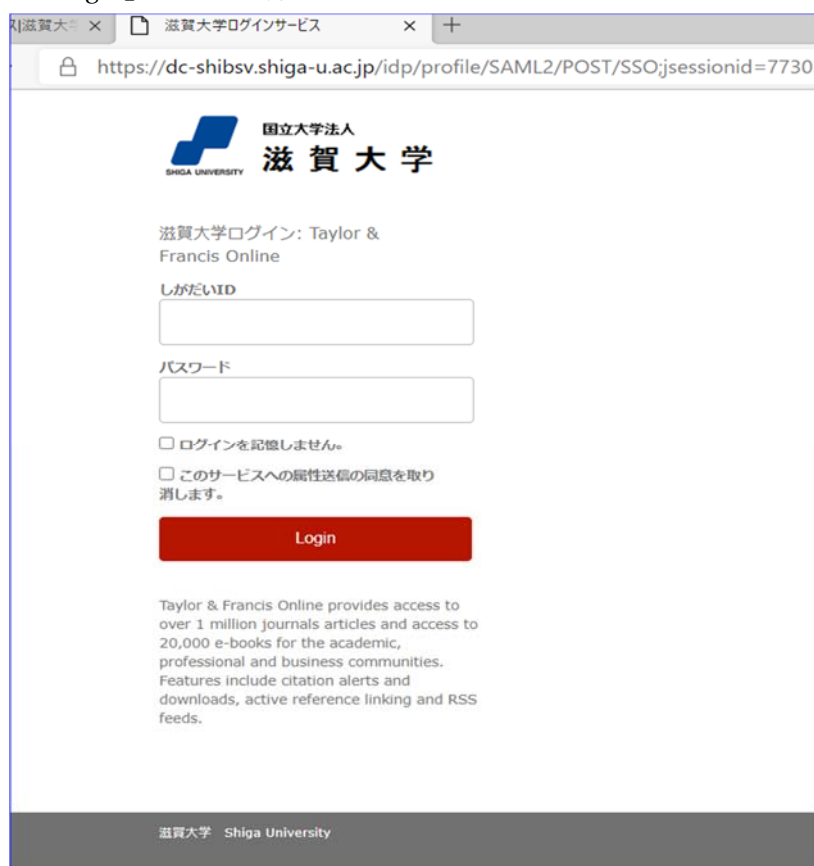 滋賀大学 ×
滋賀大学ログインサービス × +
https://dc-shibsv.shiga-u.ac.jp/idp/profile/SAML2/POST/SSO;jsessionid=7730
国立大学法人
滋賀大学
SHIGA UNIVERSITY
滋賀大学ログイン: Taylor &
Francis Online
しがだいID
パスワード
ログインを記憶しません。
このサービスへの属性送信の同意を取り
消します。
Login
Taylor & Francis Online provides access to
over 1 million journals articles and access to
20,000 e-books for the academic,
professional and business communities.
Features include citation alerts and
downloads, active reference linking and RSS
feeds.
滋賀大学 Shiga University